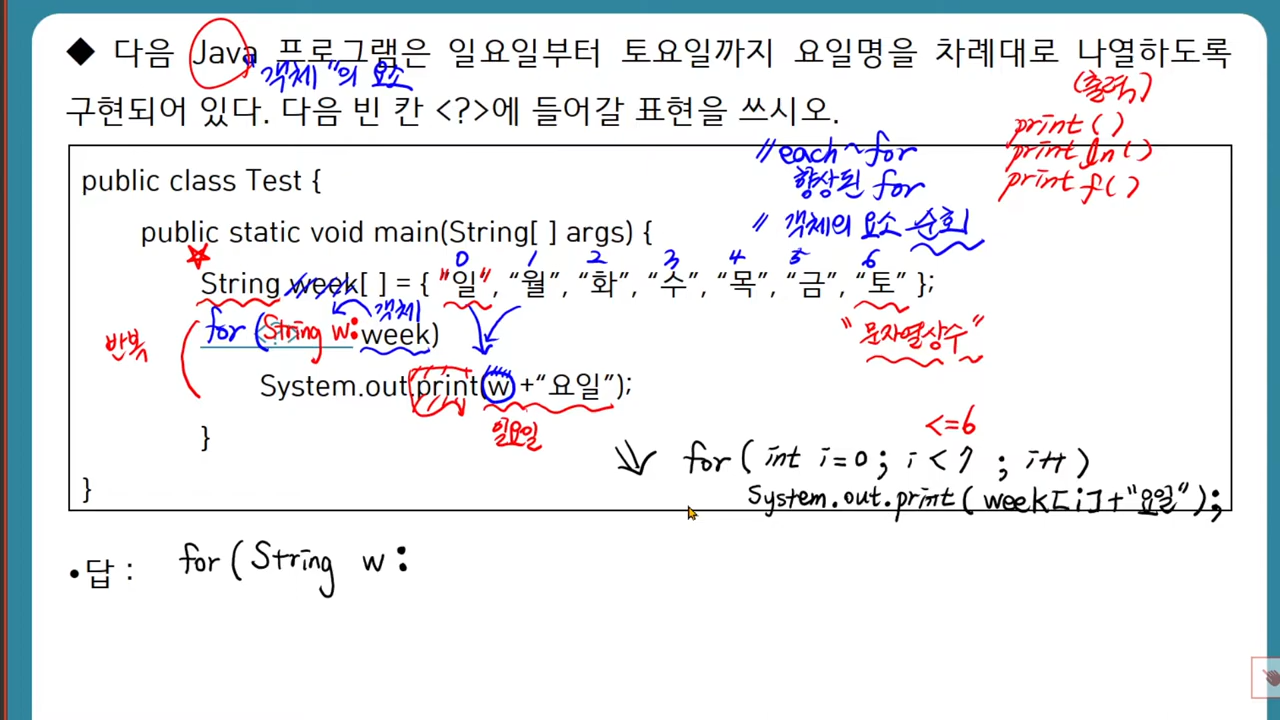 ◆ 다음 Java 프로그램은 일요일부터 토요일까지 요일명을 차례대로 나열하도록
객체의 요소
(출력)
구현되어 있다. 다음 빈 칸 <?>에 들어갈 표현을 쓰시오.
print( )
println( )
printf( )
// each~for
향상된 for
public class Test {
// 객체의 요소 순회
public static void main(String[ ] args) {
0 1 2 3 4 5 6
String week[ ] = { "일", “월”, “화”, “수”, “목”, “금”, “토” };
객체
반복
for (String w: week)
"문자열상수"
System.out.print(w +“요일”);
일요일
<=6
}
for( int i=0; i<7 ; i++)
System.out.print( week[i]+"요일");
}
•답 : for(String w: